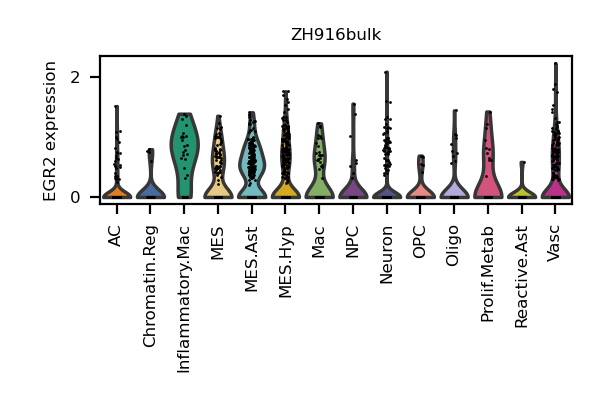 ZH916bulk
EGR2 expression
2
0
AC
Chromatin.Reg
Inflammatory.Mac
MES
MES.Ast
MES.Hyp
Mac
NPC
Neuron
OPC
Oligo
Prolif.Metab
Reactive.Ast
Vasc